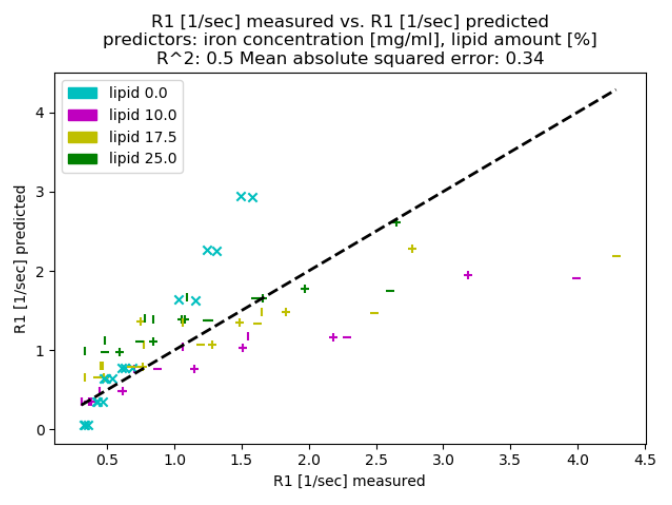 R1 [1/sec] measured vs. R1 [1/sec] predicted
predictors: iron concentration [mg/ml], lipid amount [%]
R^2: 0.5 Mean absolute squared error: 0.34
lipid 0.0
lipid 10.0
lipid 17.5
lipid 25.0
R1 [1/sec] predicted
4
3
2
1
0
0.5 1.0 1.5 2.0 2.5 3.0 3.5 4.0 4.5
R1 [1/sec] measured